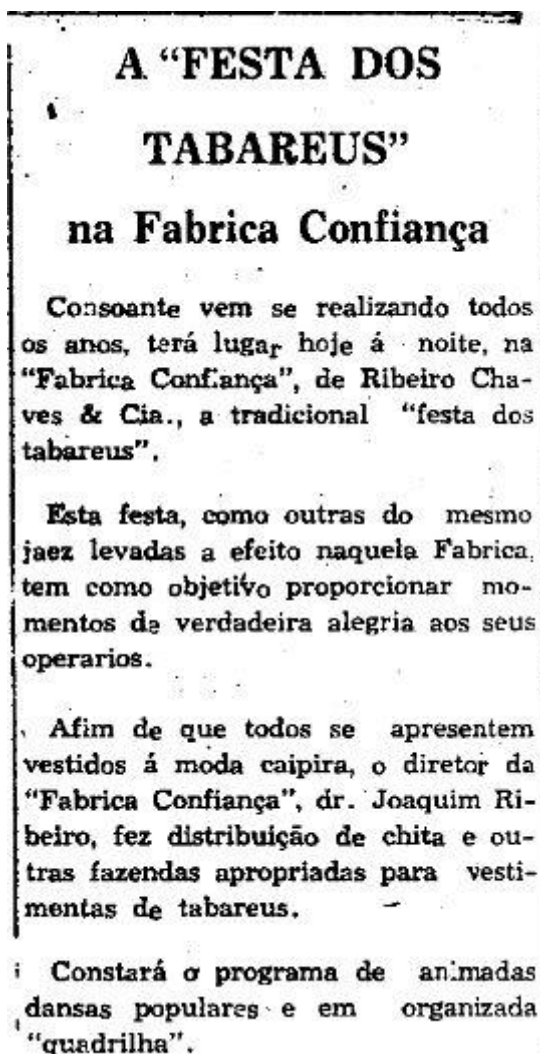 A “FESTA DOS
TABAREUS”
na Fabrica Confiança
Consoante vem se realizando todos
os anos, terá lugar hoje á noite, na
“Fabrica Confiança”, de Ribeiro Cha-
ves & Cia., a tradicional “festa dos
tabareus”.
Esta festa, como outras do mesmo
jaez levadas a efeito naquela Fabrica,
tem como objetivo proporcionar mo-
mentos de verdadeira alegria aos seus
operarios.
Afim de que todos se apresentem
vestidos á moda caipira, o diretor da
“Fabrica Confiança”, dr. Joaquim Ri-
beiro, fez distribuição de chita e ou-
tras fazendas apropriadas para vesti-
mentas de tabareus.
Constará o programa de animadas
dansas populares e em organizada
“quadrilha”.